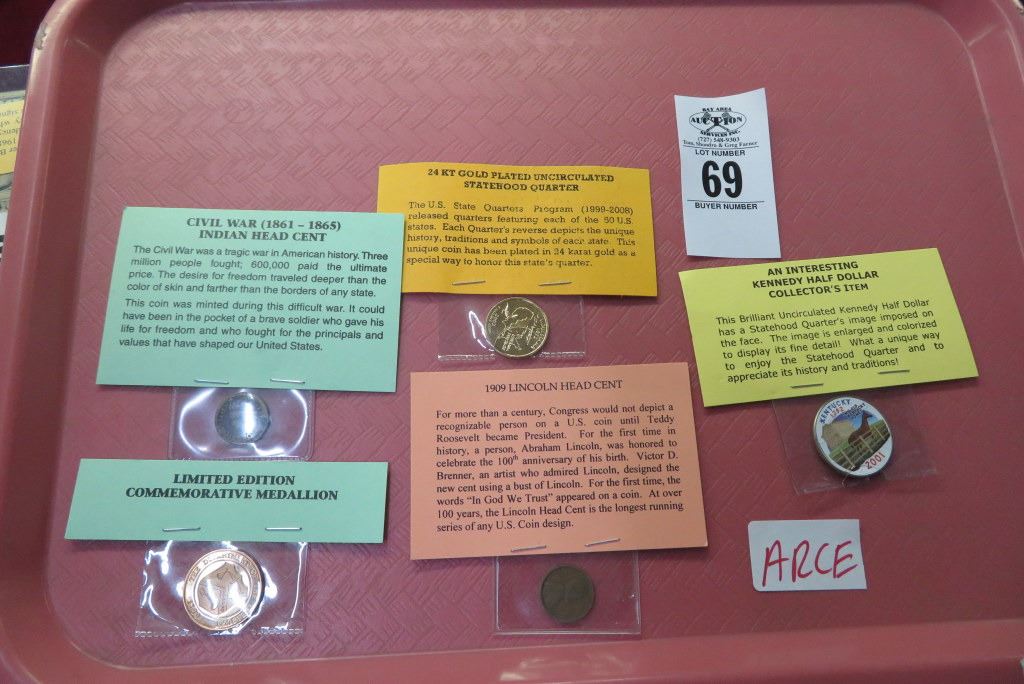 BAY AREA
AUCTION
SERVICES INC.
(727) 548-9303
Tom, Shondra & Greg Farner
LOT NUMBER
69
BUYER NUMBER
24 KT GOLD PLATED UNCIRCULATED
STATEHOOD QUARTER
The U.S. State Quarters Program (1999-2008)
released quarters featuring each of the 50 U.S.
states. Each Quarter's reverse depicts the unique
history, traditions and symbols of each state. This
unique coin has been plated in 24 karat gold as a
special way to honor this state's quarter.
CIVIL WAR (1861 – 1865)
INDIAN HEAD CENT
The Civil War was a tragic war in American history. Three
million people fought; 600,000 paid the ultimate
price. The desire for freedom traveled deeper than the
color of skin and farther than the borders of any state.
This coin was minted during this difficult war. It could
have been in the pocket of a brave soldier who gave his
life for freedom and who fought for the principals and
values that have shaped our United States.
AN INTERESTING
KENNEDY HALF DOLLAR
COLLECTOR'S ITEM
This Brilliant Uncirculated Kennedy Half Dollar
has a Statehood Quarter's image imposed on
the face. The image is enlarged and colorized
to display its fine detail! What a unique way
to enjoy the Statehood Quarter and to
appreciate its history and traditions!
KENTUCKY
1792
2001
1909 LINCOLN HEAD CENT
For more than a century, Congress would not depict a
recognizable person on a U.S. coin until Teddy
Roosevelt became President. For the first time in
history, a person, Abraham Lincoln, was honored to
celebrate the 100th anniversary of his birth. Victor D.
Brenner, an artist who admired Lincoln, designed the
new cent using a bust of Lincoln. For the first time, the
words "In God We Trust" appeared on a coin. At over
100 years, the Lincoln Head Cent is the longest running
series of any U.S. Coin design.
LIMITED EDITION
COMMEMORATIVE MEDALLION
ARCE